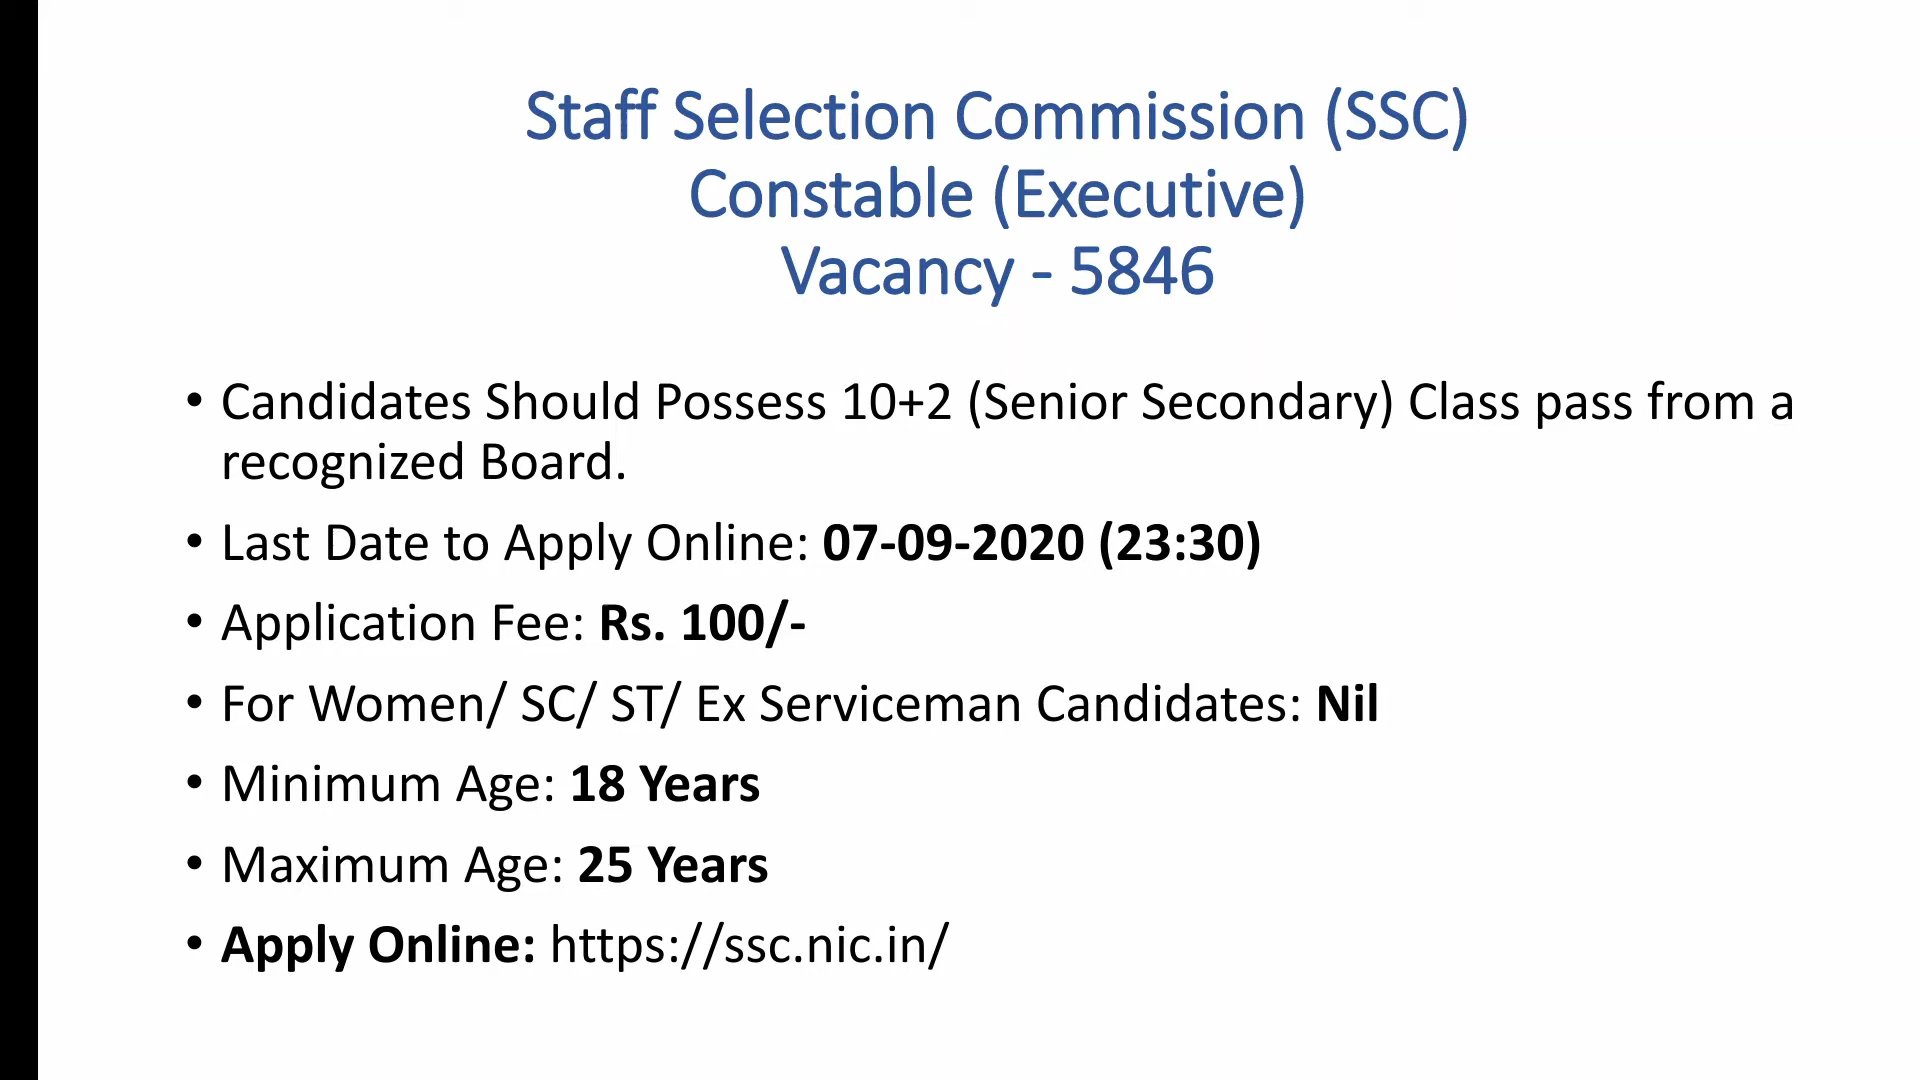 Staff Selection Commission (SSC)
Constable (Executive)
Vacancy - 5846
• Candidates Should Possess 10+2 (Senior Secondary) Class pass from a
recognized Board.
• Last Date to Apply Online: 07-09-2020 (23:30)
• Application Fee: Rs. 100/-
• For Women/ SC/ ST/ Ex Serviceman Candidates: Nil
• Minimum Age: 18 Years
• Maximum Age: 25 Years
• Apply Online: https://ssc.nic.in/